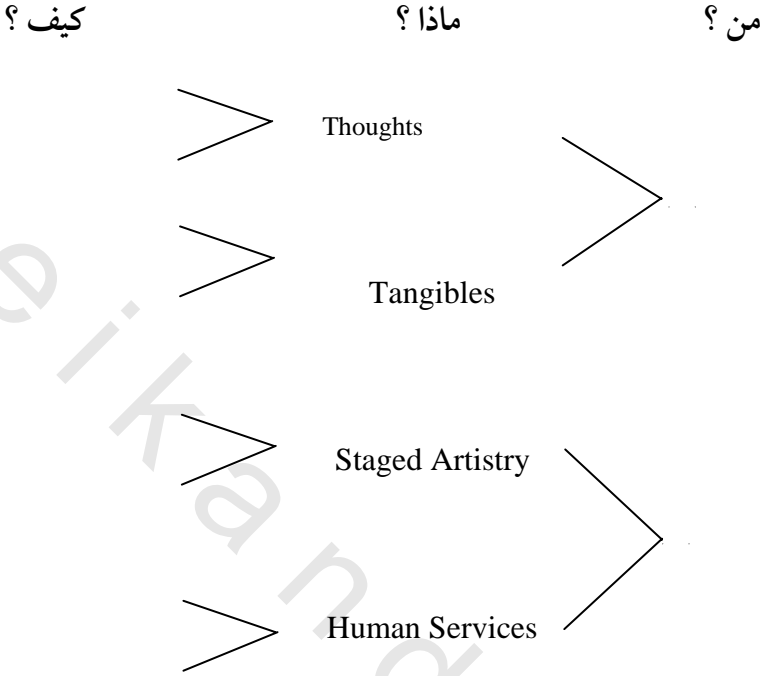 من ؟ ماذا ؟ كيف ؟
Thoughts
Tangibles
Staged Artistry
Human Services
e i k a n d